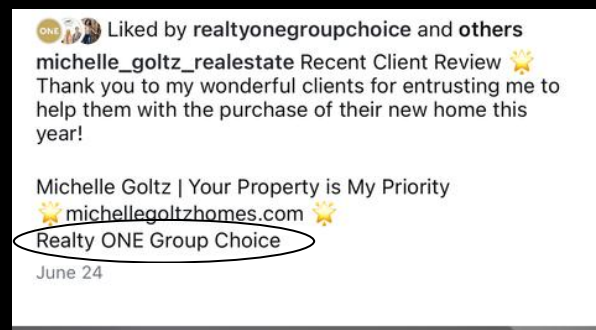 ONE Liked by realtyonegroupchoice and others
michelle_goltz_realestate Recent Client Review 🌟
Thank you to my wonderful clients for entrusting me to
help them with the purchase of their new home this
year!
Michelle Goltz | Your Property is My Priority
🌟 michellegoltzhomes.com 🌟
Realty ONE Group Choice
June 24